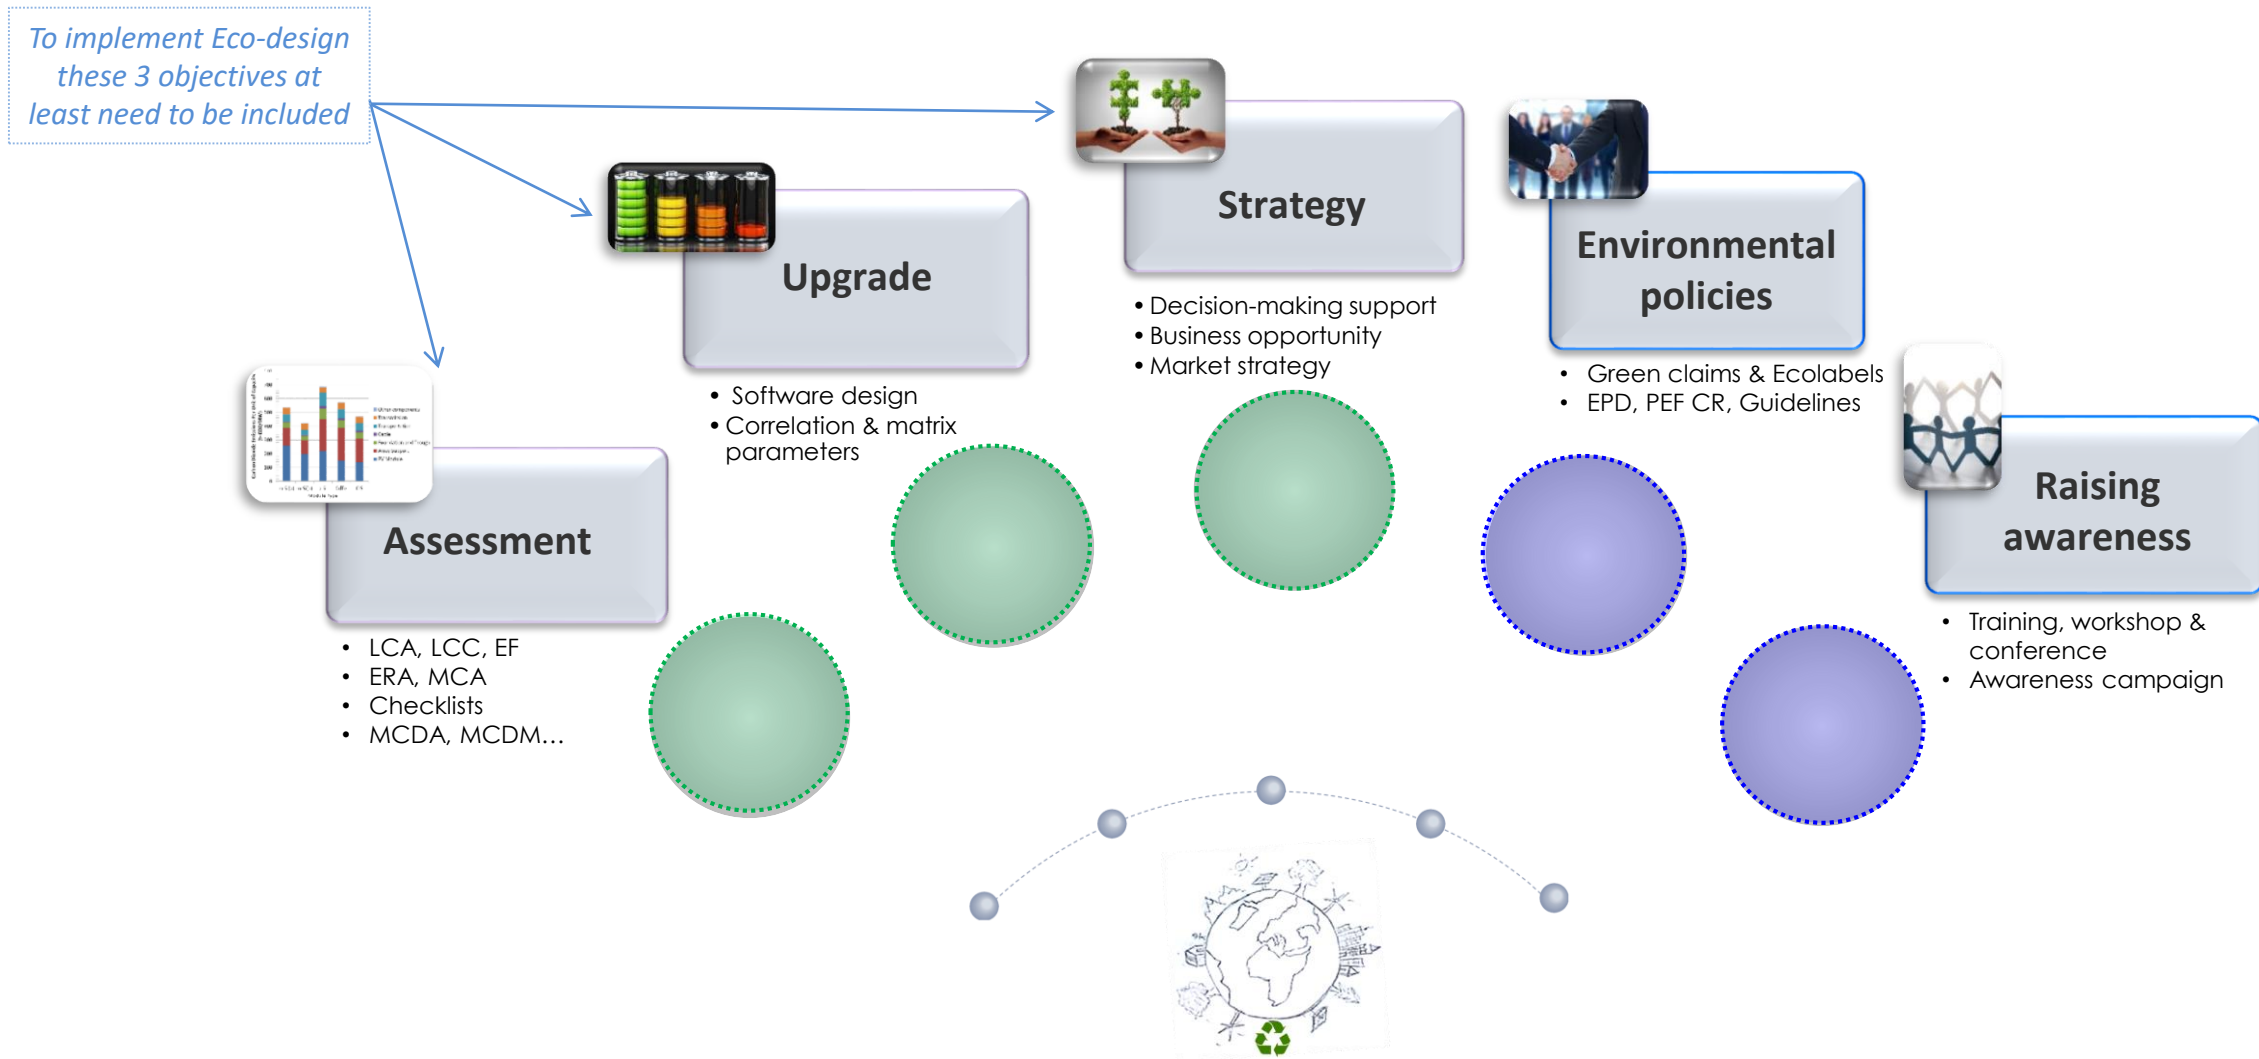 To implement Eco-design
these 3 objectives at
least need to be included
Strategy
• Decision-making support
• Business opportunity
• Market strategy
Environmental
policies
• Green claims & Ecolabels
• EPD, PEF CR, Guidelines
Upgrade
• Software design
• Correlation & matrix
parameters
Raising
awareness
• Training, workshop &
conference
• Awareness campaign
Assessment
• LCA, LCC, EF
• ERA, MCA
• Checklists
• MCDA, MCDM...